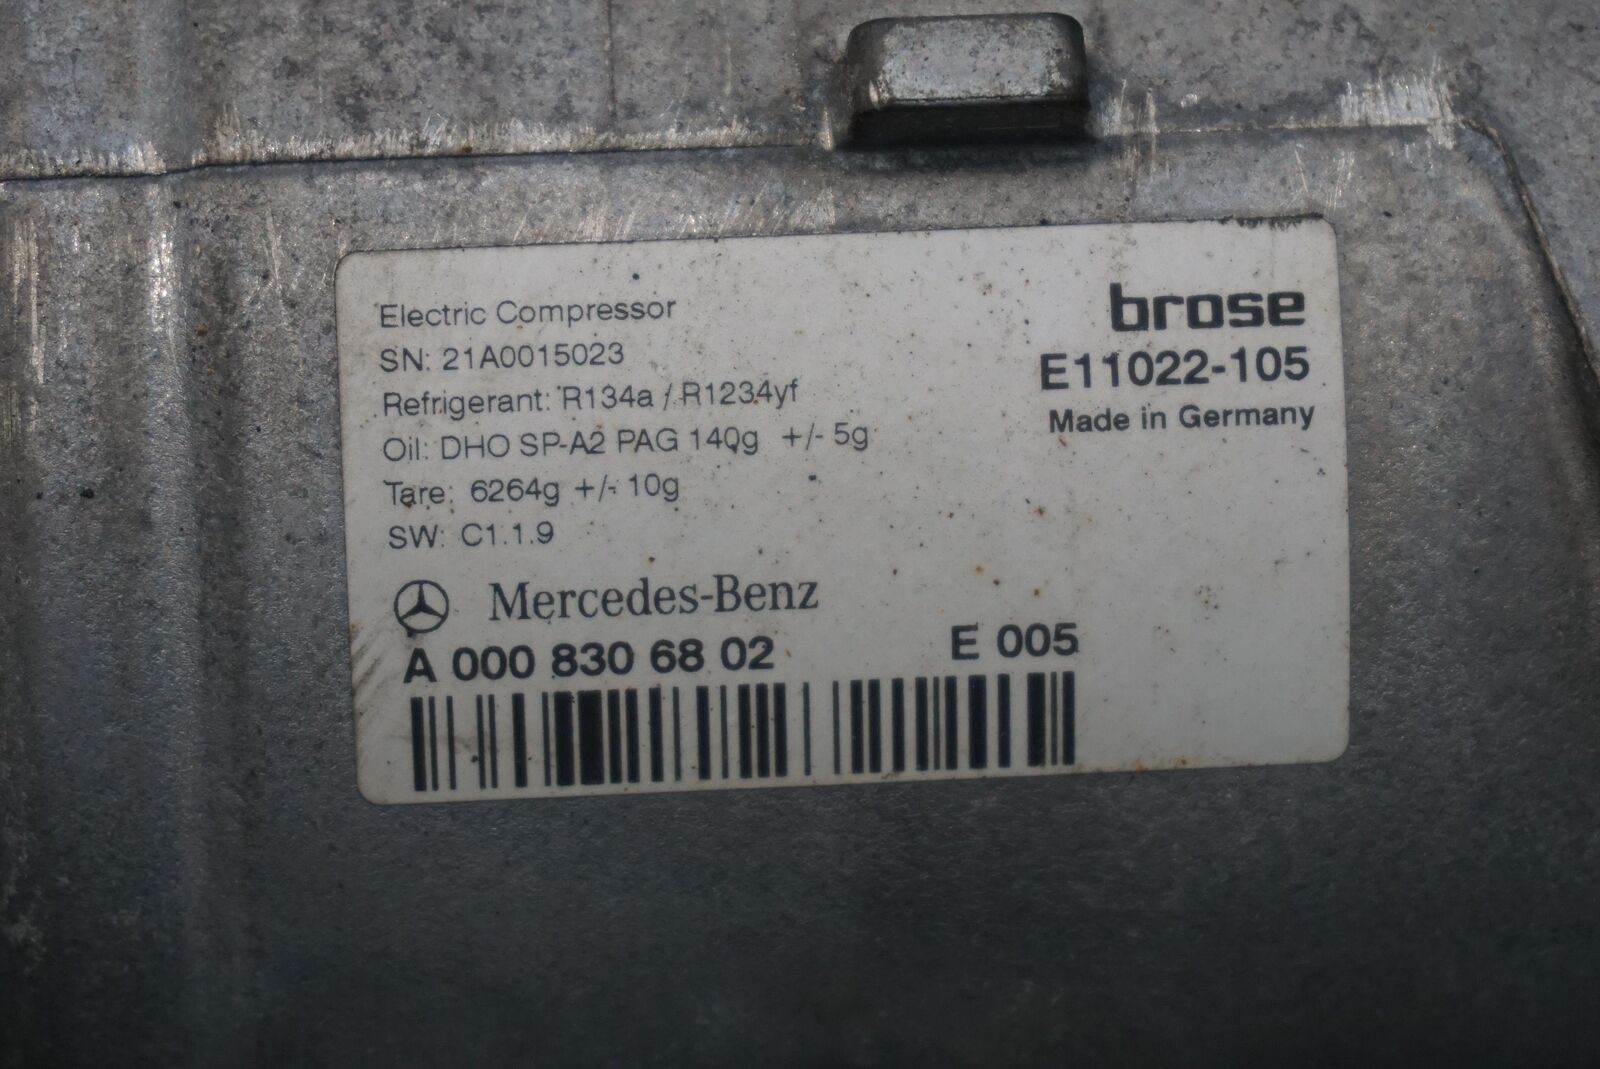 Electric Compressor
SN: 21A0015023
Refrigerant: R134a / R1234yf
Oil: DHO SP-A2 PAG 140g +/- 5g
Tare: 6264g +/- 10g
SW: C1.1.9
brose
E11022-105
Made in Germany
Mercedes-Benz
A 000 830 68 02 E 005